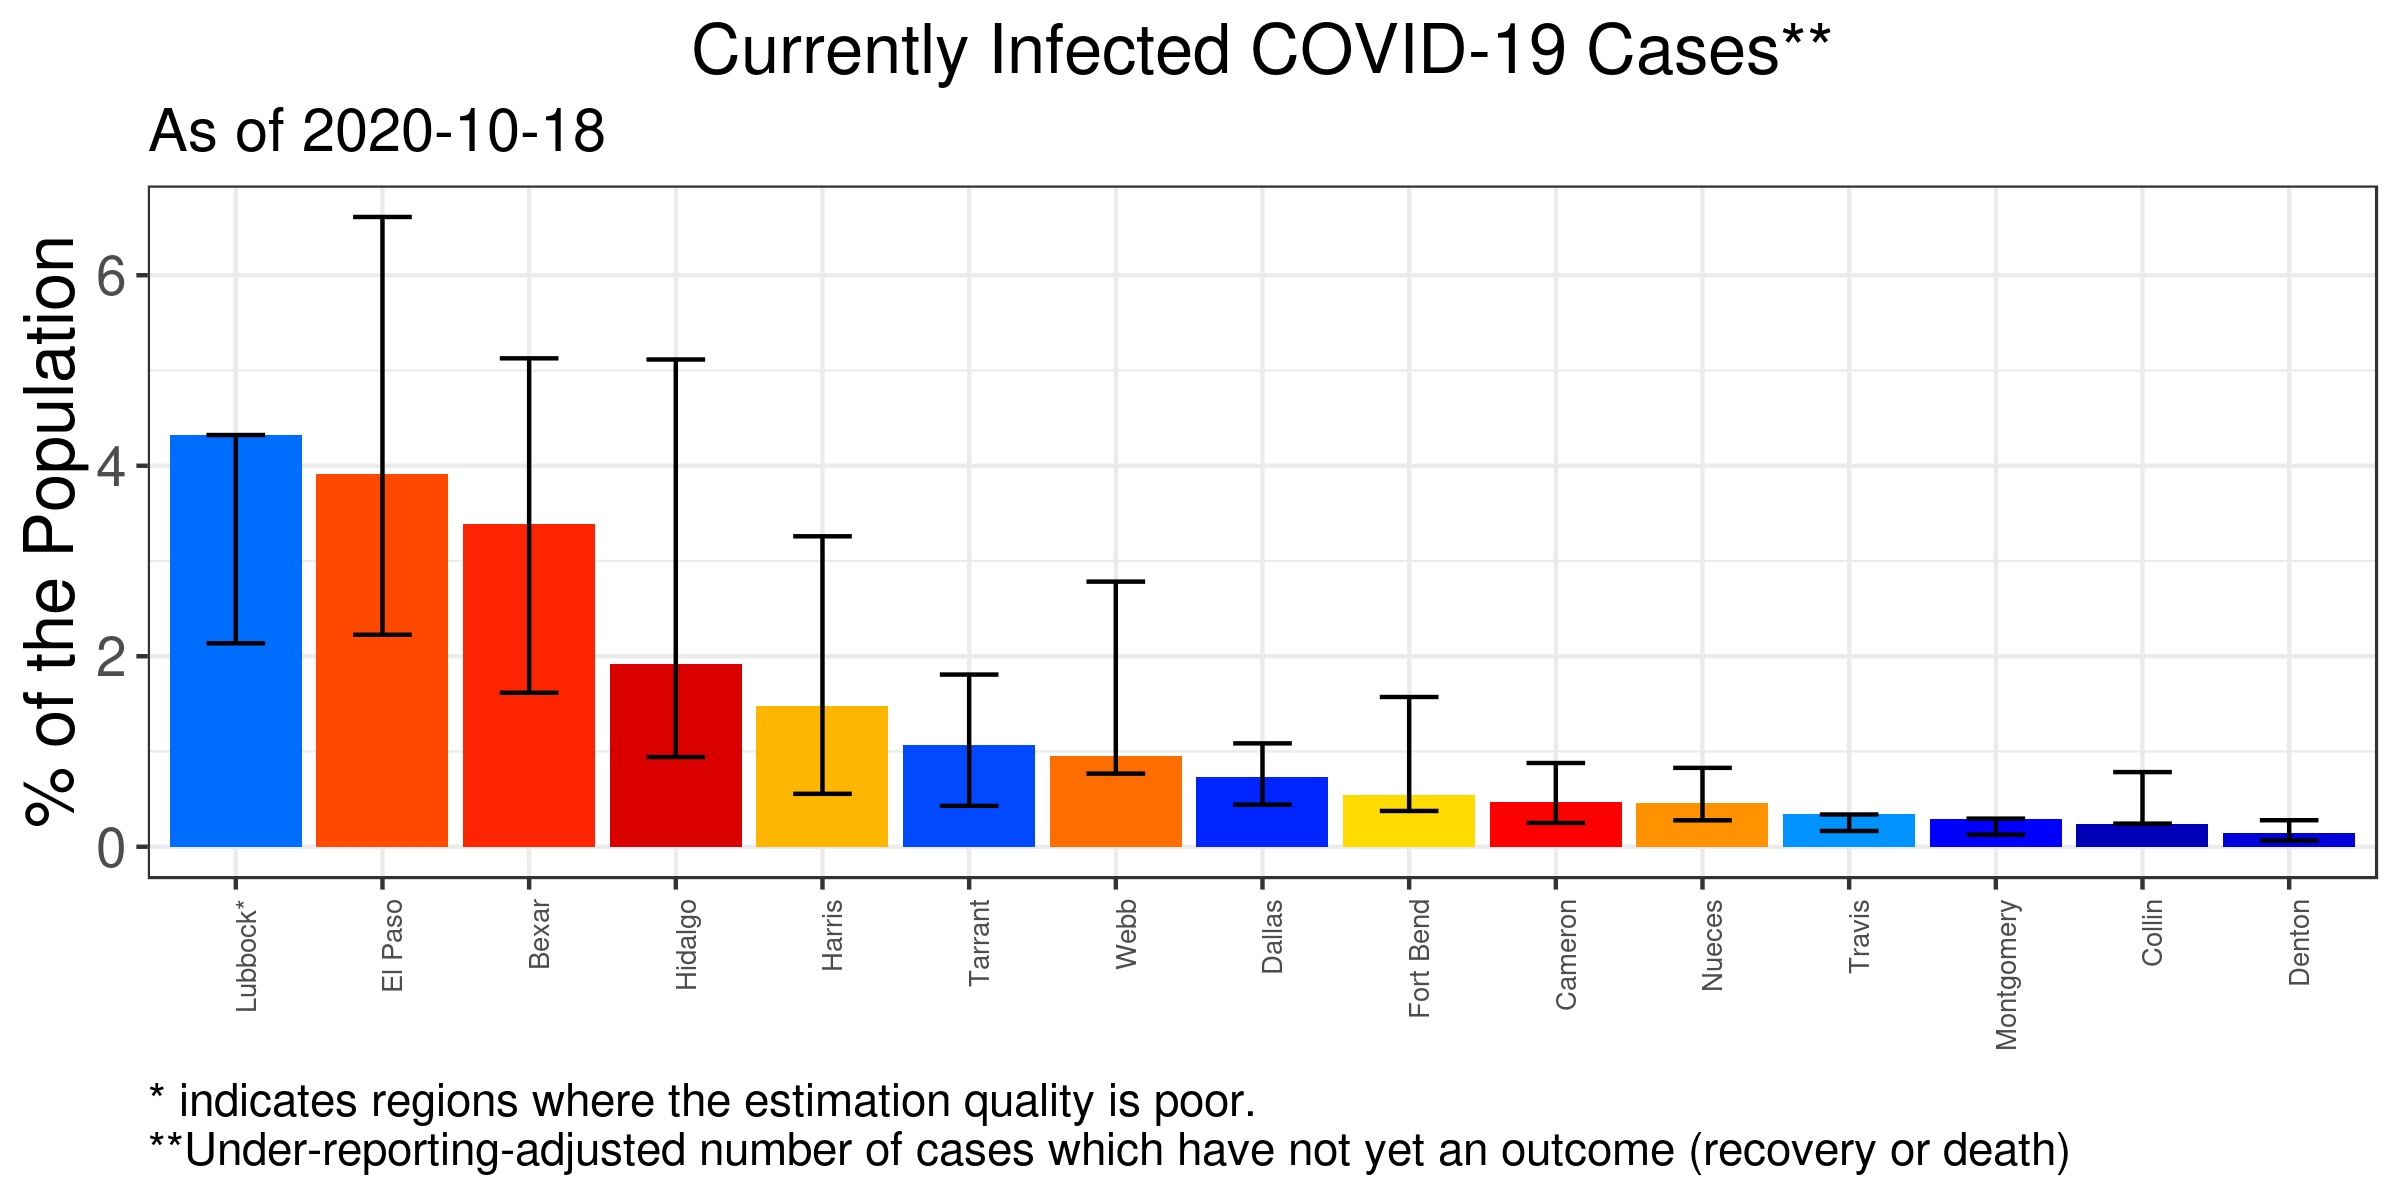 Currently Infected COVID-19 Cases**
As of 2020-10-18
% of the Population
6
4
2
0
Lubbock*
El Paso
Bexar
Hidalgo
Harris
Tarrant
Webb
Dallas
Fort Bend
Cameron
Nueces
Travis
Montgomery
Collin
Denton
* indicates regions where the estimation quality is poor.
**Under-reporting-adjusted number of cases which have not yet an outcome (recovery or death)